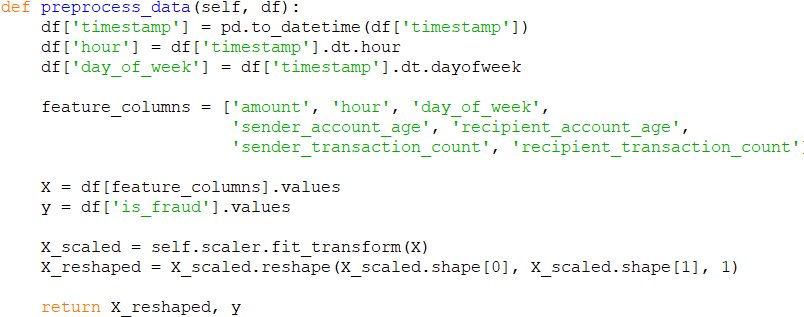 def preprocess_data(self, df):
    df['timestamp'] = pd.to_datetime(df['timestamp'])
    df['hour'] = df['timestamp'].dt.hour
    df['day_of_week'] = df['timestamp'].dt.dayofweek

    feature_columns = ['amount', 'hour', 'day_of_week',
                       'sender_account_age', 'recipient_account_age',
                       'sender_transaction_count', 'recipient_transaction_count']

    X = df[feature_columns].values
    y = df['is_fraud'].values

    X_scaled = self.scaler.fit_transform(X)
    X_reshaped = X_scaled.reshape(X_scaled.shape[0], X_scaled.shape[1], 1)

    return X_reshaped, y